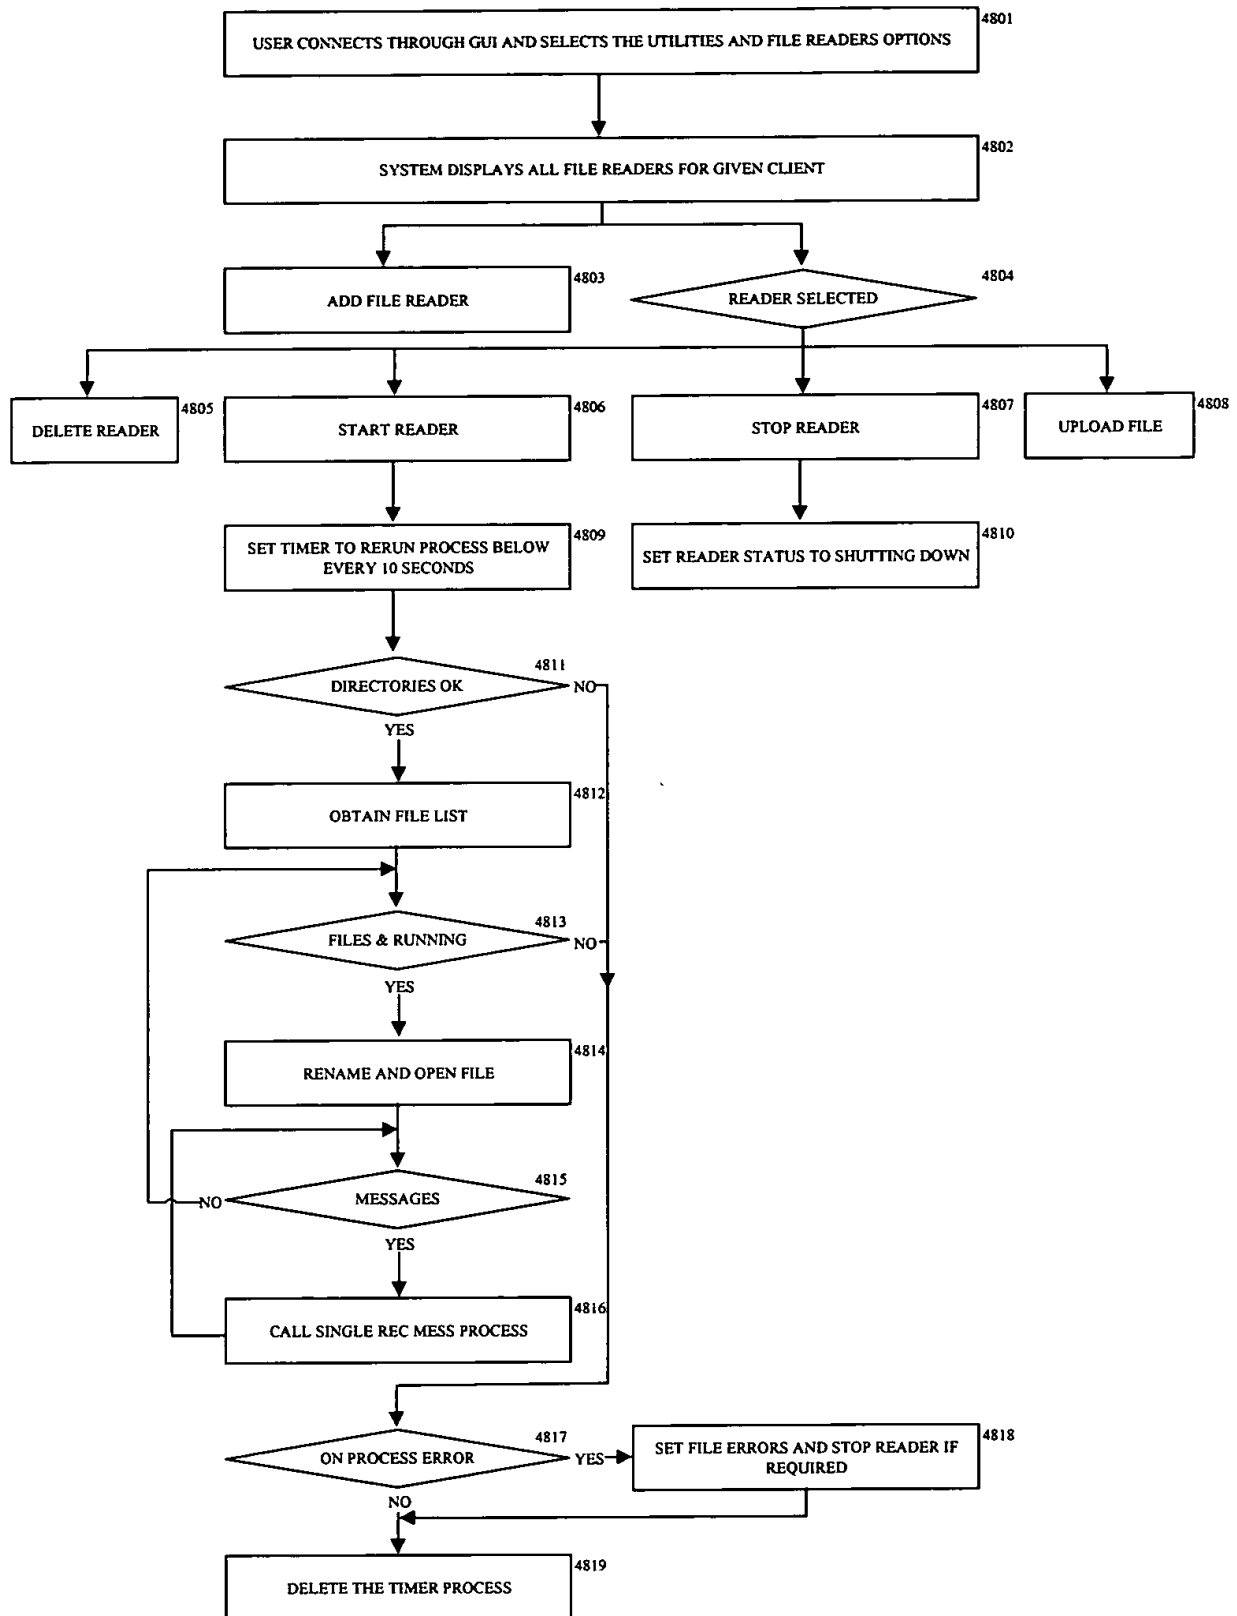 4801
USER CONNECTS THROUGH GUI AND SELECTS THE UTILITIES AND FILE READERS OPTIONS
4802
SYSTEM DISPLAYS ALL FILE READERS FOR GIVEN CLIENT
4803
ADD FILE READER
4804
READER SELECTED
4805
DELETE READER
4806
START READER
4807
STOP READER
4808
UPLOAD FILE
4809
SET TIMER TO RERUN PROCESS BELOW
EVERY 10 SECONDS
4810
SET READER STATUS TO SHUTTING DOWN
4811
DIRECTORIES OK
NO
YES
4812
OBTAIN FILE LIST
4813
FILES & RUNNING
NO
YES
4814
RENAME AND OPEN FILE
4815
MESSAGES
NO
YES
4816
CALL SINGLE REC MESS PROCESS
4817
ON PROCESS ERROR
YES
NO
4818
SET FILE ERRORS AND STOP READER IF
REQUIRED
4819
DELETE THE TIMER PROCESS